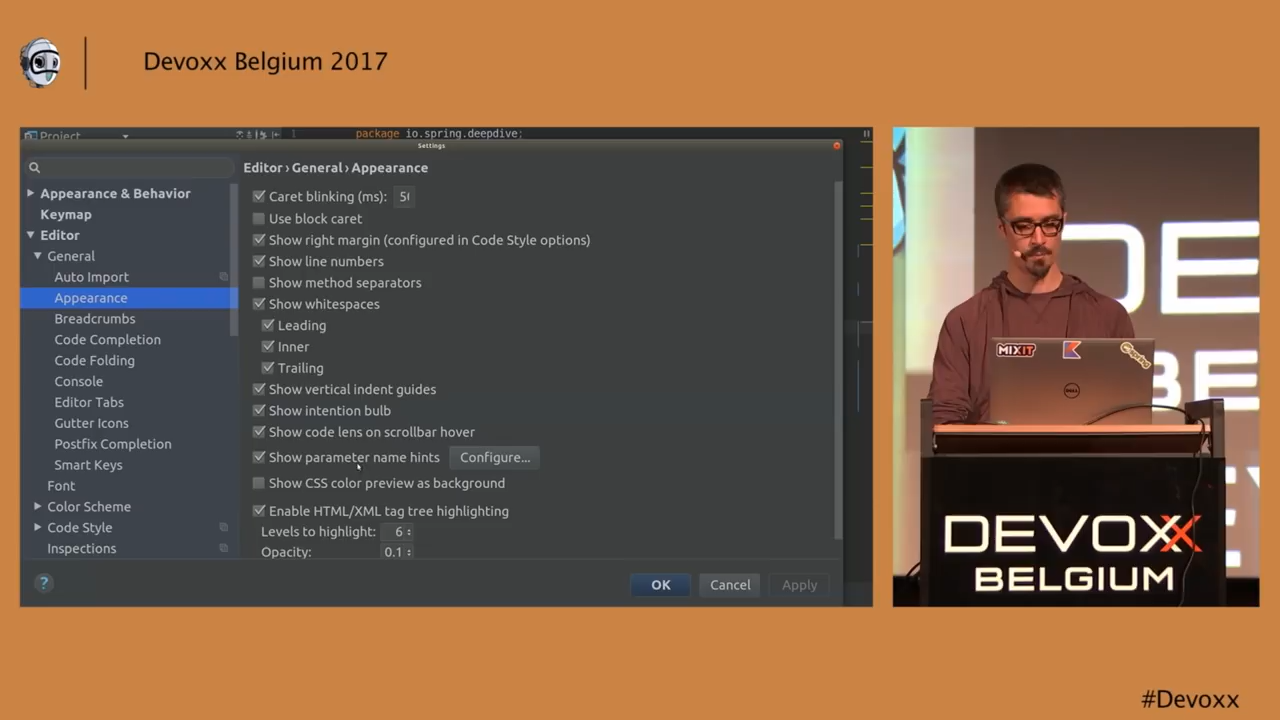 Devoxx Belgium 2017
Project
1 package io.spring.deepdive;
Settings
Editor › General › Appearance
Appearance & Behavior
Keymap
Editor
General
Auto Import
Appearance
Breadcrumbs
Code Completion
Code Folding
Console
Editor Tabs
Gutter Icons
Postfix Completion
Smart Keys
Font
Color Scheme
Code Style
Inspections
Caret blinking (ms):
Use block caret
Show right margin (configured in Code Style options)
Show line numbers
Show method separators
Show whitespaces
Leading
Inner
Trailing
Show vertical indent guides
Show intention bulb
Show code lens on scrollbar hover
Show parameter name hints Configure...
Show CSS color preview as background
Enable HTML/XML tag tree highlighting
Levels to highlight: 6
Opacity: 0.1
?
OK Cancel Apply
MIXIT
spring
DELL
DEVOXX
BELGIUM
#Devoxx